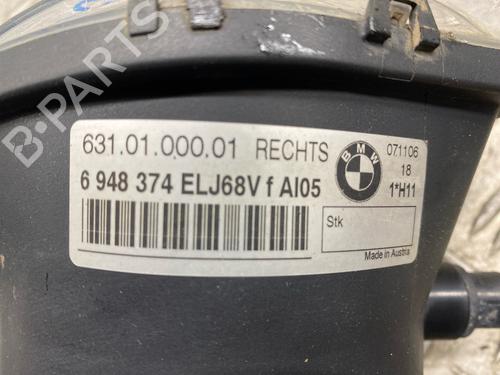 631.01.000.01 RECHTS
BMW
071106
18
1*H11
6 948 374 ELJ68V f AI05
Stk
Made in Austria
B-PARTS